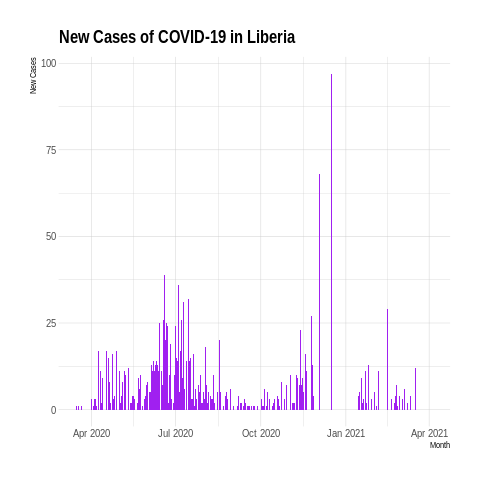 New Cases of COVID-19 in Liberia
New Cases
100
75
50
25
0
Apr 2020 Jul 2020 Oct 2020 Jan 2021 Apr 2021
Month